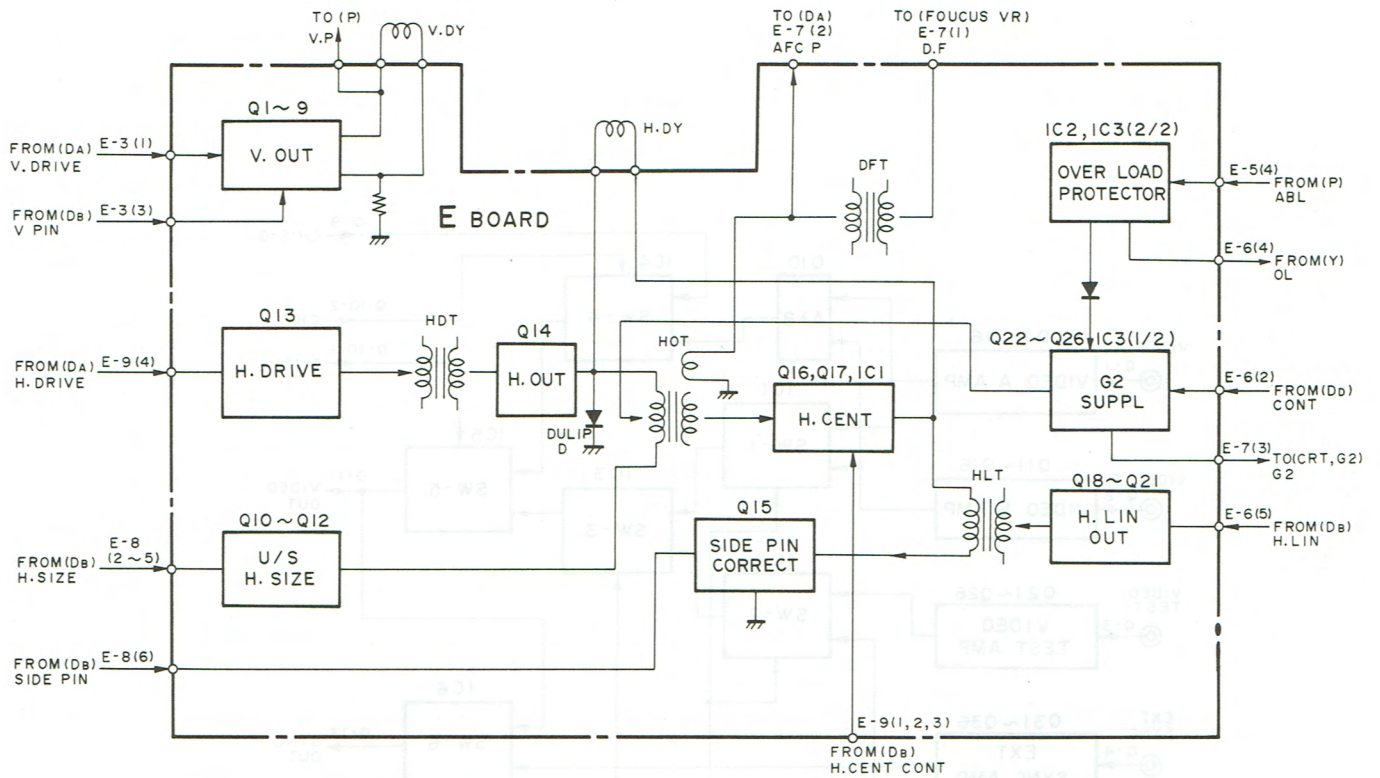 TO (P)
V.P
V.DY
TO (DA)
E-7(2)
AFC P
TO (FOUCUS VR)
E-7(1)
D.F
Q1~9
V. OUT
FROM(DA) E-3(1)
V.DRIVE
FROM(DB) E-3(3)
V PIN
E BOARD
H.DY
DFT
IC2, IC3(2/2)
OVER LOAD
PROTECTOR
E-5(4)
FROM(P)
ABL
E-6(4)
FROM(Y)
OL
Q13
H. DRIVE
FROM(DA) E-9(4)
H. DRIVE
HDT
Q14
H. OUT
DULIP
D
HOT
Q16,Q17,IC1
H. CENT
Q22~Q26,IC3(1/2)
G2
SUPPL
E-6(2)
FROM(DD)
CONT
E-7(3)
TO(CRT,G2)
G2
HLT
Q18~Q21
H. LIN
OUT
E-6(5)
FROM(DB)
H.LIN
Q10~Q12
U/S
H. SIZE
E-8
FROM(DB) (2~5)
H.SIZE
Q15
SIDE PIN
CORRECT
FROM(DB) E-8(6)
SIDE PIN
E-9(1,2,3)
FROM(DB)
H.CENT CONT